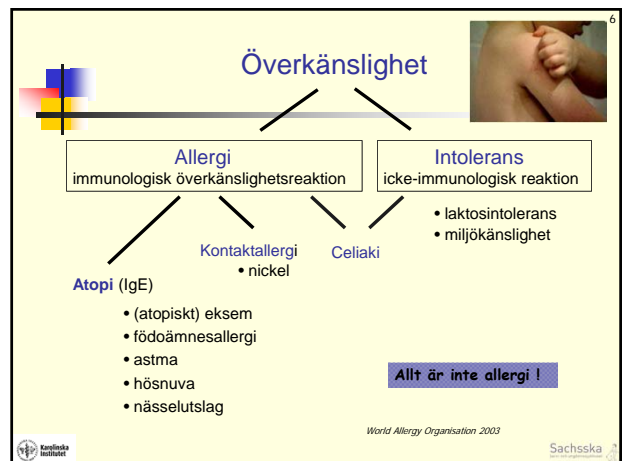 6
Överkänslighet
Allergi
immunologisk överkänslighetsreaktion
Intolerans
icke-immunologisk reaktion
• laktosintolerans
• miljökänslighet
Kontaktallergi
• nickel
Celiaki
Atopi (IgE)
• (atopiskt) eksem
• födoämnesallergi
• astma
• hösnuva
• nässelutslag
Allt är inte allergi !
World Allergy Organisation 2003
Karolinska
Institutet
Sachsska